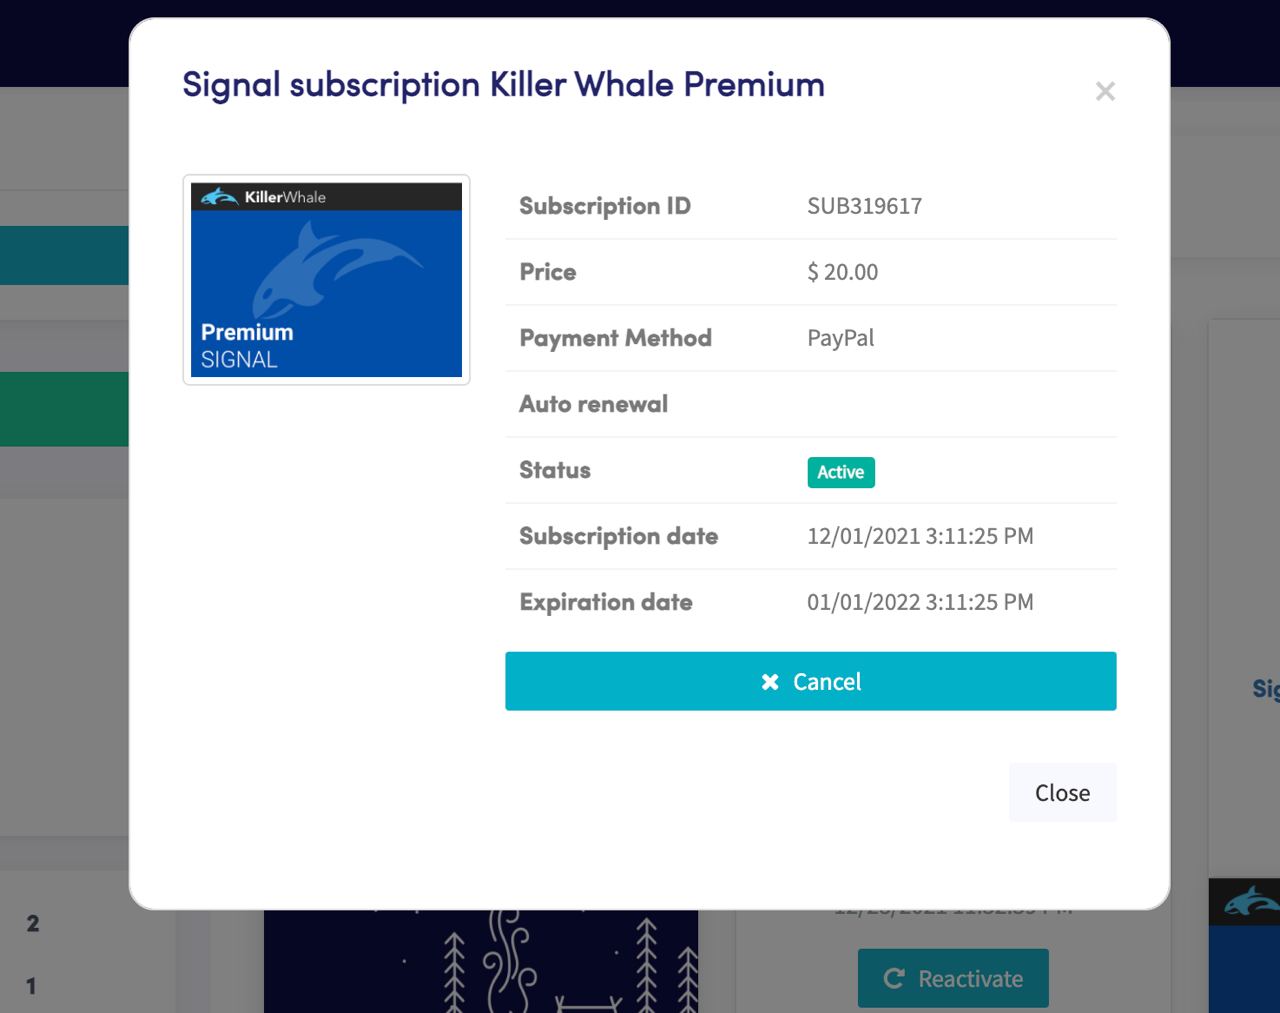 Signal subscription Killer Whale Premium
×
KillerWhale
Premium
SIGNAL
Subscription ID SUB319617
Price $ 20.00
Payment Method PayPal
Auto renewal
Status Active
Subscription date 12/01/2021 3:11:25 PM
Expiration date 01/01/2022 3:11:25 PM
Cancel
Close
2
1
Reactivate